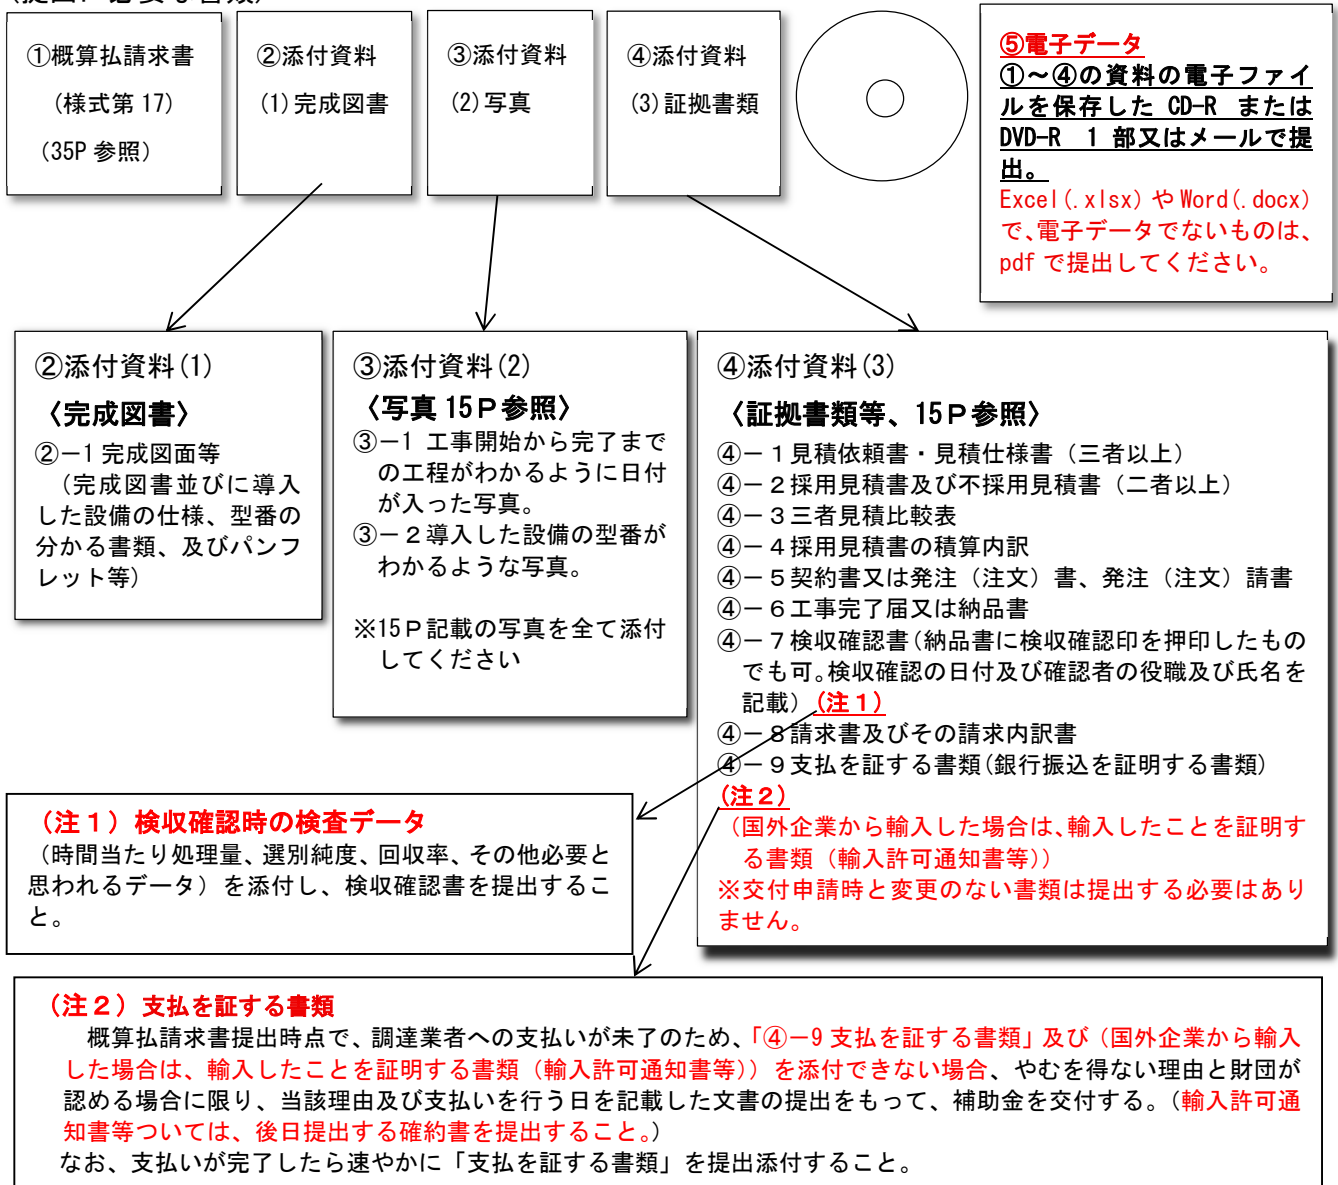 (提出に必要な書類)
①概算払請求書
(様式第 17)
(35P 参照)
②添付資料
(1)完成図書
③添付資料
(2)写真
④添付資料
(3)証拠書類
⑤電子データ
①～④の資料の電子ファイ
ルを保存した CD-R または
DVD-R 1 部又はメールで提
出。
Excel(.xlsx)や Word(.docx)
で、電子データでないものは、
pdf で提出してください。
②添付資料(1)
〈完成図書〉
②－1 完成図面等
（完成図書並びに導入
した設備の仕様、型番の
分かる書類、及びパンフ
レット等）
③添付資料(2)
〈写真 15Ｐ参照〉
③－1 工事開始から完了まで
の工程がわかるように日付
が入った写真。
③－２導入した設備の型番が
わかるような写真。
※15Ｐ記載の写真を全て添付
してください
④添付資料(3)
〈証拠書類等、15Ｐ参照〉
④－１見積依頼書・見積仕様書（三者以上）
④－２採用見積書及び不採用見積書（二者以上）
④－３三者見積比較表
④－４採用見積書の積算内訳
④－５契約書又は発注（注文）書、発注（注文）請書
④－６工事完了届又は納品書
④－７検収確認書(納品書に検収確認印を押印したもの
でも可。検収確認の日付及び確認者の役職及び氏名を
記載）(注１)
④－８請求書及びその請求内訳書
④－９支払を証する書類(銀行振込を証明する書類)
(注２)
（国外企業から輸入した場合は、輸入したことを証明す
る書類（輸入許可通知書等））
※交付申請時と変更のない書類は提出する必要はあり
ません。
（注１）検収確認時の検査データ
（時間当たり処理量、選別純度、回収率、その他必要と
思われるデータ）を添付し、検収確認書を提出するこ
と。
（注２）支払を証する書類
概算払請求書提出時点で、調達業者への支払いが未了のため、「④－9 支払を証する書類」及び（国外企業から輸入
した場合は、輸入したことを証明する書類（輸入許可通知書等））を添付できない場合、やむを得ない理由と財団が
認める場合に限り、当該理由及び支払いを行う日を記載した文書の提出をもって、補助金を交付する。（輸入許可通
知書等ついては、後日提出する確約書を提出すること。）
なお、支払いが完了したら速やかに「支払を証する書類」を提出添付すること。